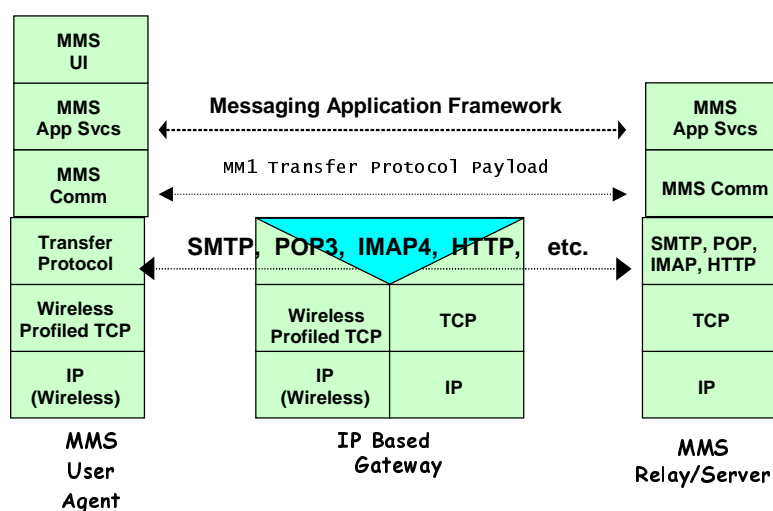 MMS
UI
MMS
App Svcs
MMS
Comm
Transfer
Protocol
Wireless
Profiled TCP
IP
(Wireless)
MMS
User
Agent
Messaging Application Framework
MM1 Transfer Protocol Payload
SMTP, POP3, IMAP4, HTTP, etc.
Wireless
Profiled TCP
TCP
IP
(Wireless)
IP
IP Based
Gateway
MMS
App Svcs
MMS Comm
SMTP, POP,
IMAP, HTTP
TCP
IP
MMS
Relay/Server